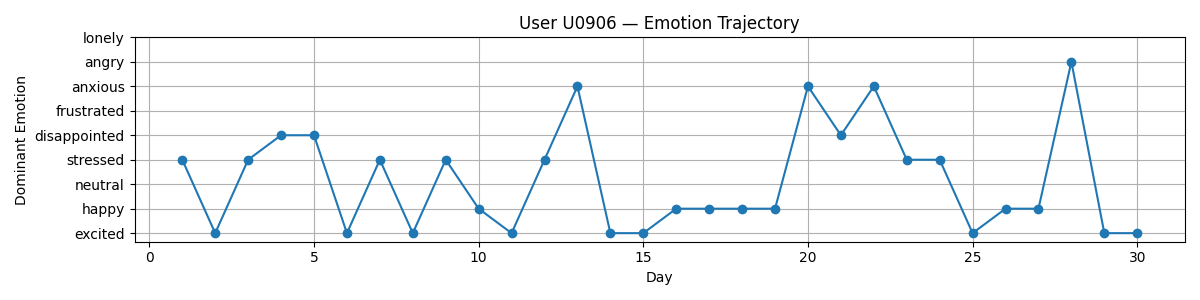 User U0906 — Emotion Trajectory
lonely
angry
anxious
frustrated
disappointed
stressed
neutral
happy
excited
Dominant Emotion
0 5 10 15 20 25 30
Day